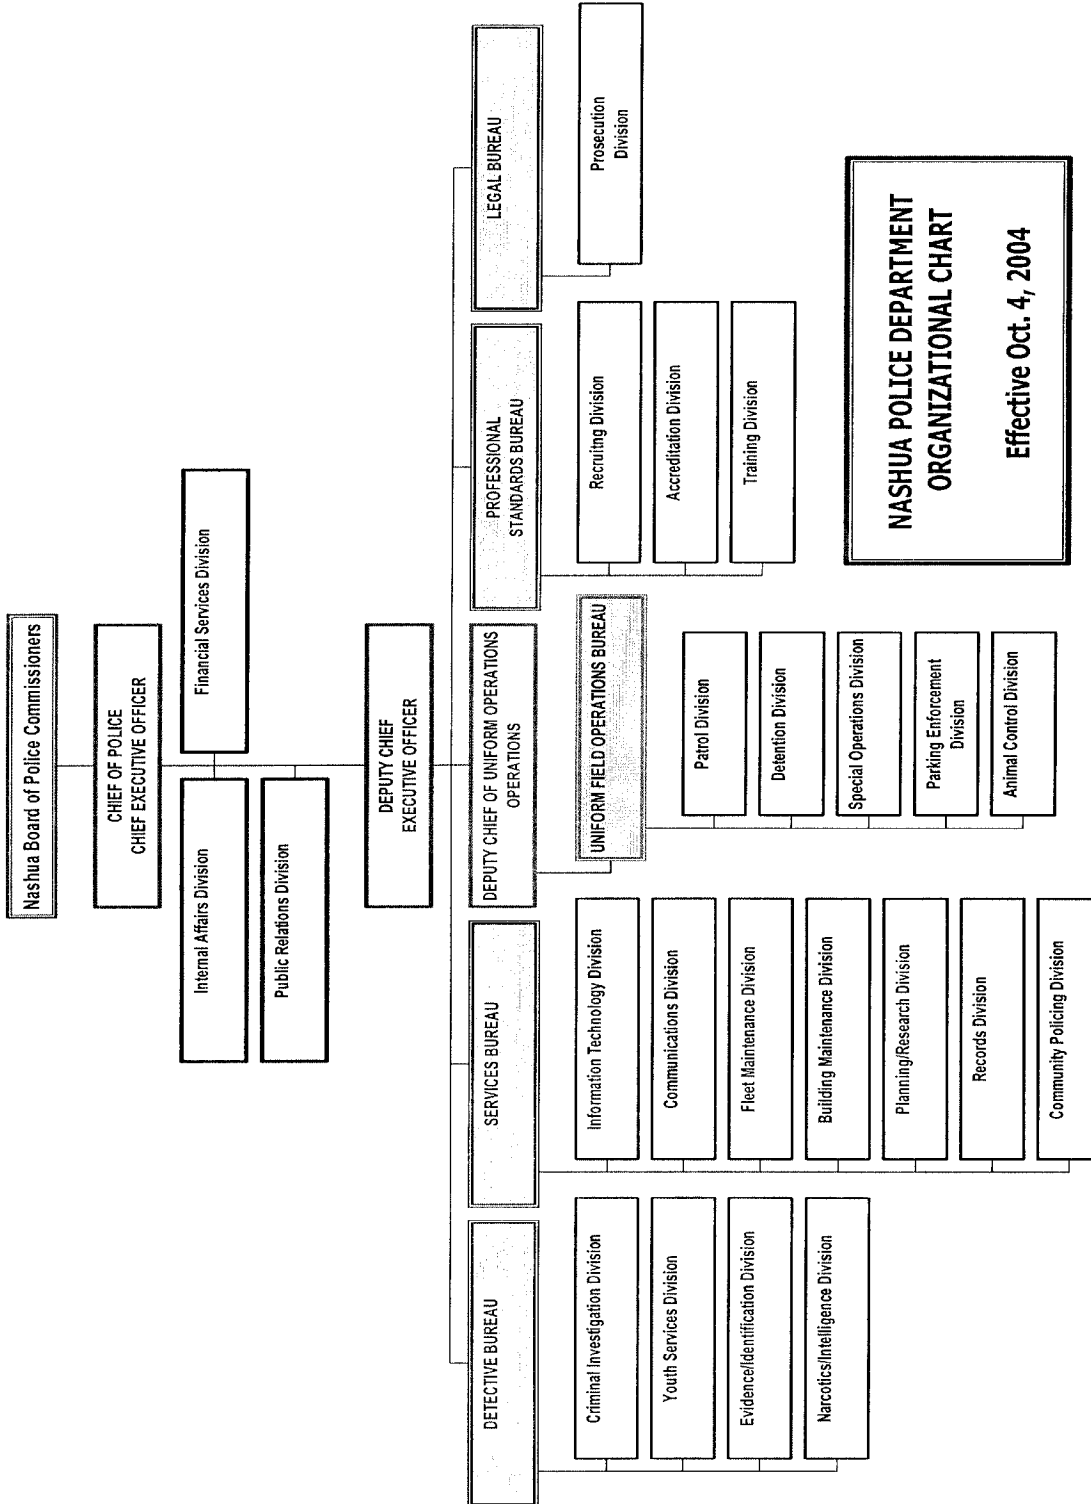 Nashua Board of Police Commissioners
CHIEF OF POLICE
CHIEF EXECUTIVE OFFICER
Internal Affairs Division
Financial Services Division
Public Relations Division
DEPUTY CHIEF
EXECUTIVE OFFICER
DETECTIVE BUREAU
SERVICES BUREAU
DEPUTY CHIEF OF UNIFORM OPERATIONS
OPERATIONS
PROFESSIONAL
STANDARDS BUREAU
LEGAL BUREAU
Criminal Investigation Division
Youth Services Division
Evidence/Identification Division
Narcotics/Intelligence Division
Information Technology Division
Communications Division
Fleet Maintenance Division
Building Maintenance Division
Planning/Research Division
Records Division
Community Policing Division
UNIFORM FIELD OPERATIONS BUREAU
Patrol Division
Detention Division
Special Operations Division
Parking Enforcement
Division
Animal Control Division
Recruitng Division
Accreditation Division
Training Division
Prosecution
Division
NASHUA POLICE DEPARTMENT
ORGANIZATIONAL CHART
Effective Oct. 4, 2004